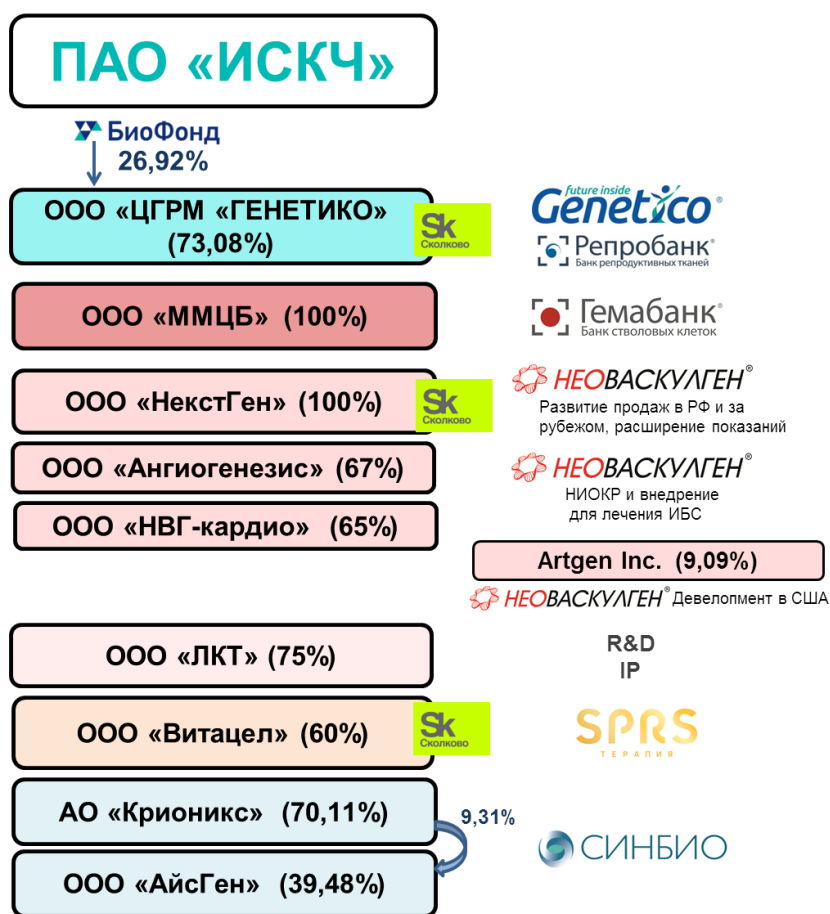 ПАО «ИСКЧ»
БиоФонд
26,92%
ООО «ЦГРМ «ГЕНЕТИКО»
(73,08%)
Sk
Сколково
future inside
Genetico®
Репробанк®
Банк репродуктивных тканей
ООО «ММЦБ» (100%)
Гемабанк®
Банк стволовых клеток
ООО «НекстГен» (100%)
Sk
Сколково
НЕОВАСКУЛГЕН®
Развитие продаж в РФ и за
рубежом, расширение показаний
ООО «Ангиогенезис» (67%)
НЕОВАСКУЛГЕН®
НИОКР и внедрение
для лечения ИБС
ООО «НВГ-кардио» (65%)
Artgen Inc. (9,09%)
НЕОВАСКУЛГЕН® Девелопмент в США
ООО «ЛКТ» (75%)
R&D
IP
ООО «Витацел» (60%)
Sk
Сколково
SPRS
ТЕРАПИЯ
АО «Крионикс» (70,11%)
9,31%
СИНБИО
ООО «АйсГен» (39,48%)